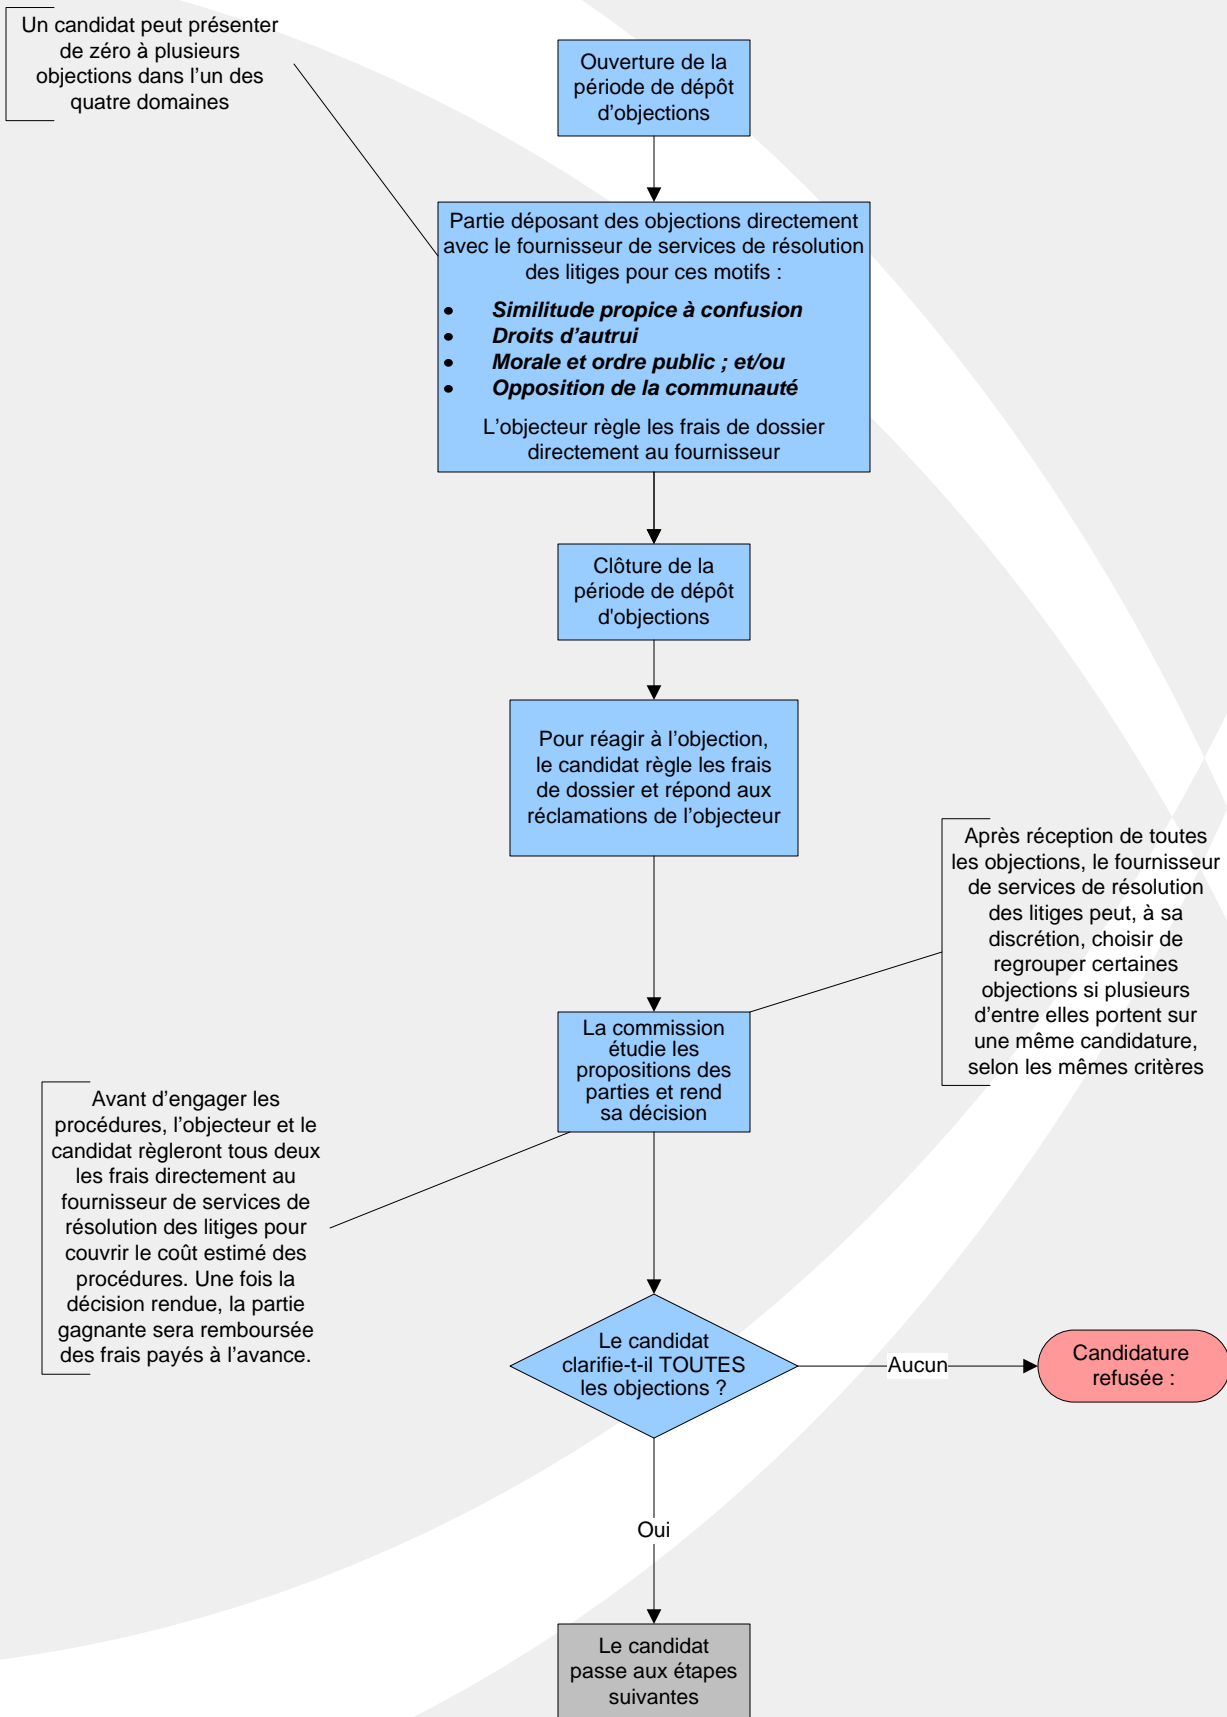 Un candidat peut présenter
de zéro à plusieurs
objections dans l’un des
quatre domaines
Ouverture de la
période de dépôt
d’objections
Partie déposant des objections directement
avec le fournisseur de services de résolution
des litiges pour ces motifs :
• Similitude propice à confusion
• Droits d’autrui
• Morale et ordre public ; et/ou
• Opposition de la communauté
L’objecteur règle les frais de dossier
directement au fournisseur
Clôture de la
période de dépôt
d'objections
Pour réagir à l’objection,
le candidat règle les frais
de dossier et répond aux
réclamations de l’objecteur
Après réception de toutes
les objections, le fournisseur
de services de résolution
des litiges peut, à sa
discrétion, choisir de
regrouper certaines
objections si plusieurs
d’entre elles portent sur
une même candidature,
selon les mêmes critères
La commission
étudie les
propositions des
parties et rend
sa décision
Avant d’engager les
procédures, l’objecteur et le
candidat règleront tous deux
les frais directement au
fournisseur de services de
résolution des litiges pour
couvrir le coût estimé des
procédures. Une fois la
décision rendue, la partie
gagnante sera remboursée
des frais payés à l’avance.
Le candidat
clarifie-t-il TOUTES
les objections ?
Aucun
Candidature
refusée :
Oui
Le candidat
passe aux étapes
suivantes